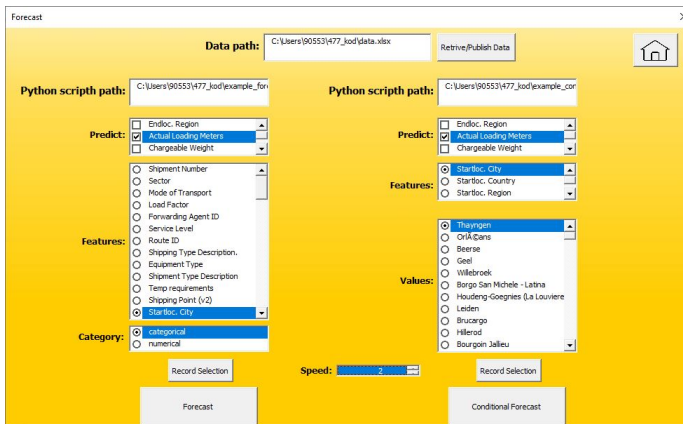 Forecast
Data path:
C:\Users\90553\477_kod\data.xlsx
Retrive/Publish Data
Python scripth path:
C:\Users\90553\477_kod\example_for
Predict:
Endloc. Region
Actual Loading Meters
Chargeable Weight
Features:
Shipment Number
Sector
Mode of Transport
Load Factor
Forwarding Agent ID
Service Level
Route ID
Shipping Type Description.
Equipment Type
Shipment Type Description
Temp requirements
Shipping Point (v2)
Startloc. City
Category:
categorical
numerical
Record Selection
Forecast
Python scripth path:
C:\Users\90553\477_kod\example_con
Predict:
Endloc. Region
Actual Loading Meters
Chargeable Weight
Features:
Startloc. City
Startloc. Country
Startloc. Region
Values:
Thayngen
OrlÃ©ans
Beerse
Geel
Willebroek
Borgo San Michele - Latina
Houdeng-Goegnies (La Louviere
Leiden
Brucargo
Hillerod
Bourgoin Jallieu
Speed:
2
Record Selection
Conditional Forecast